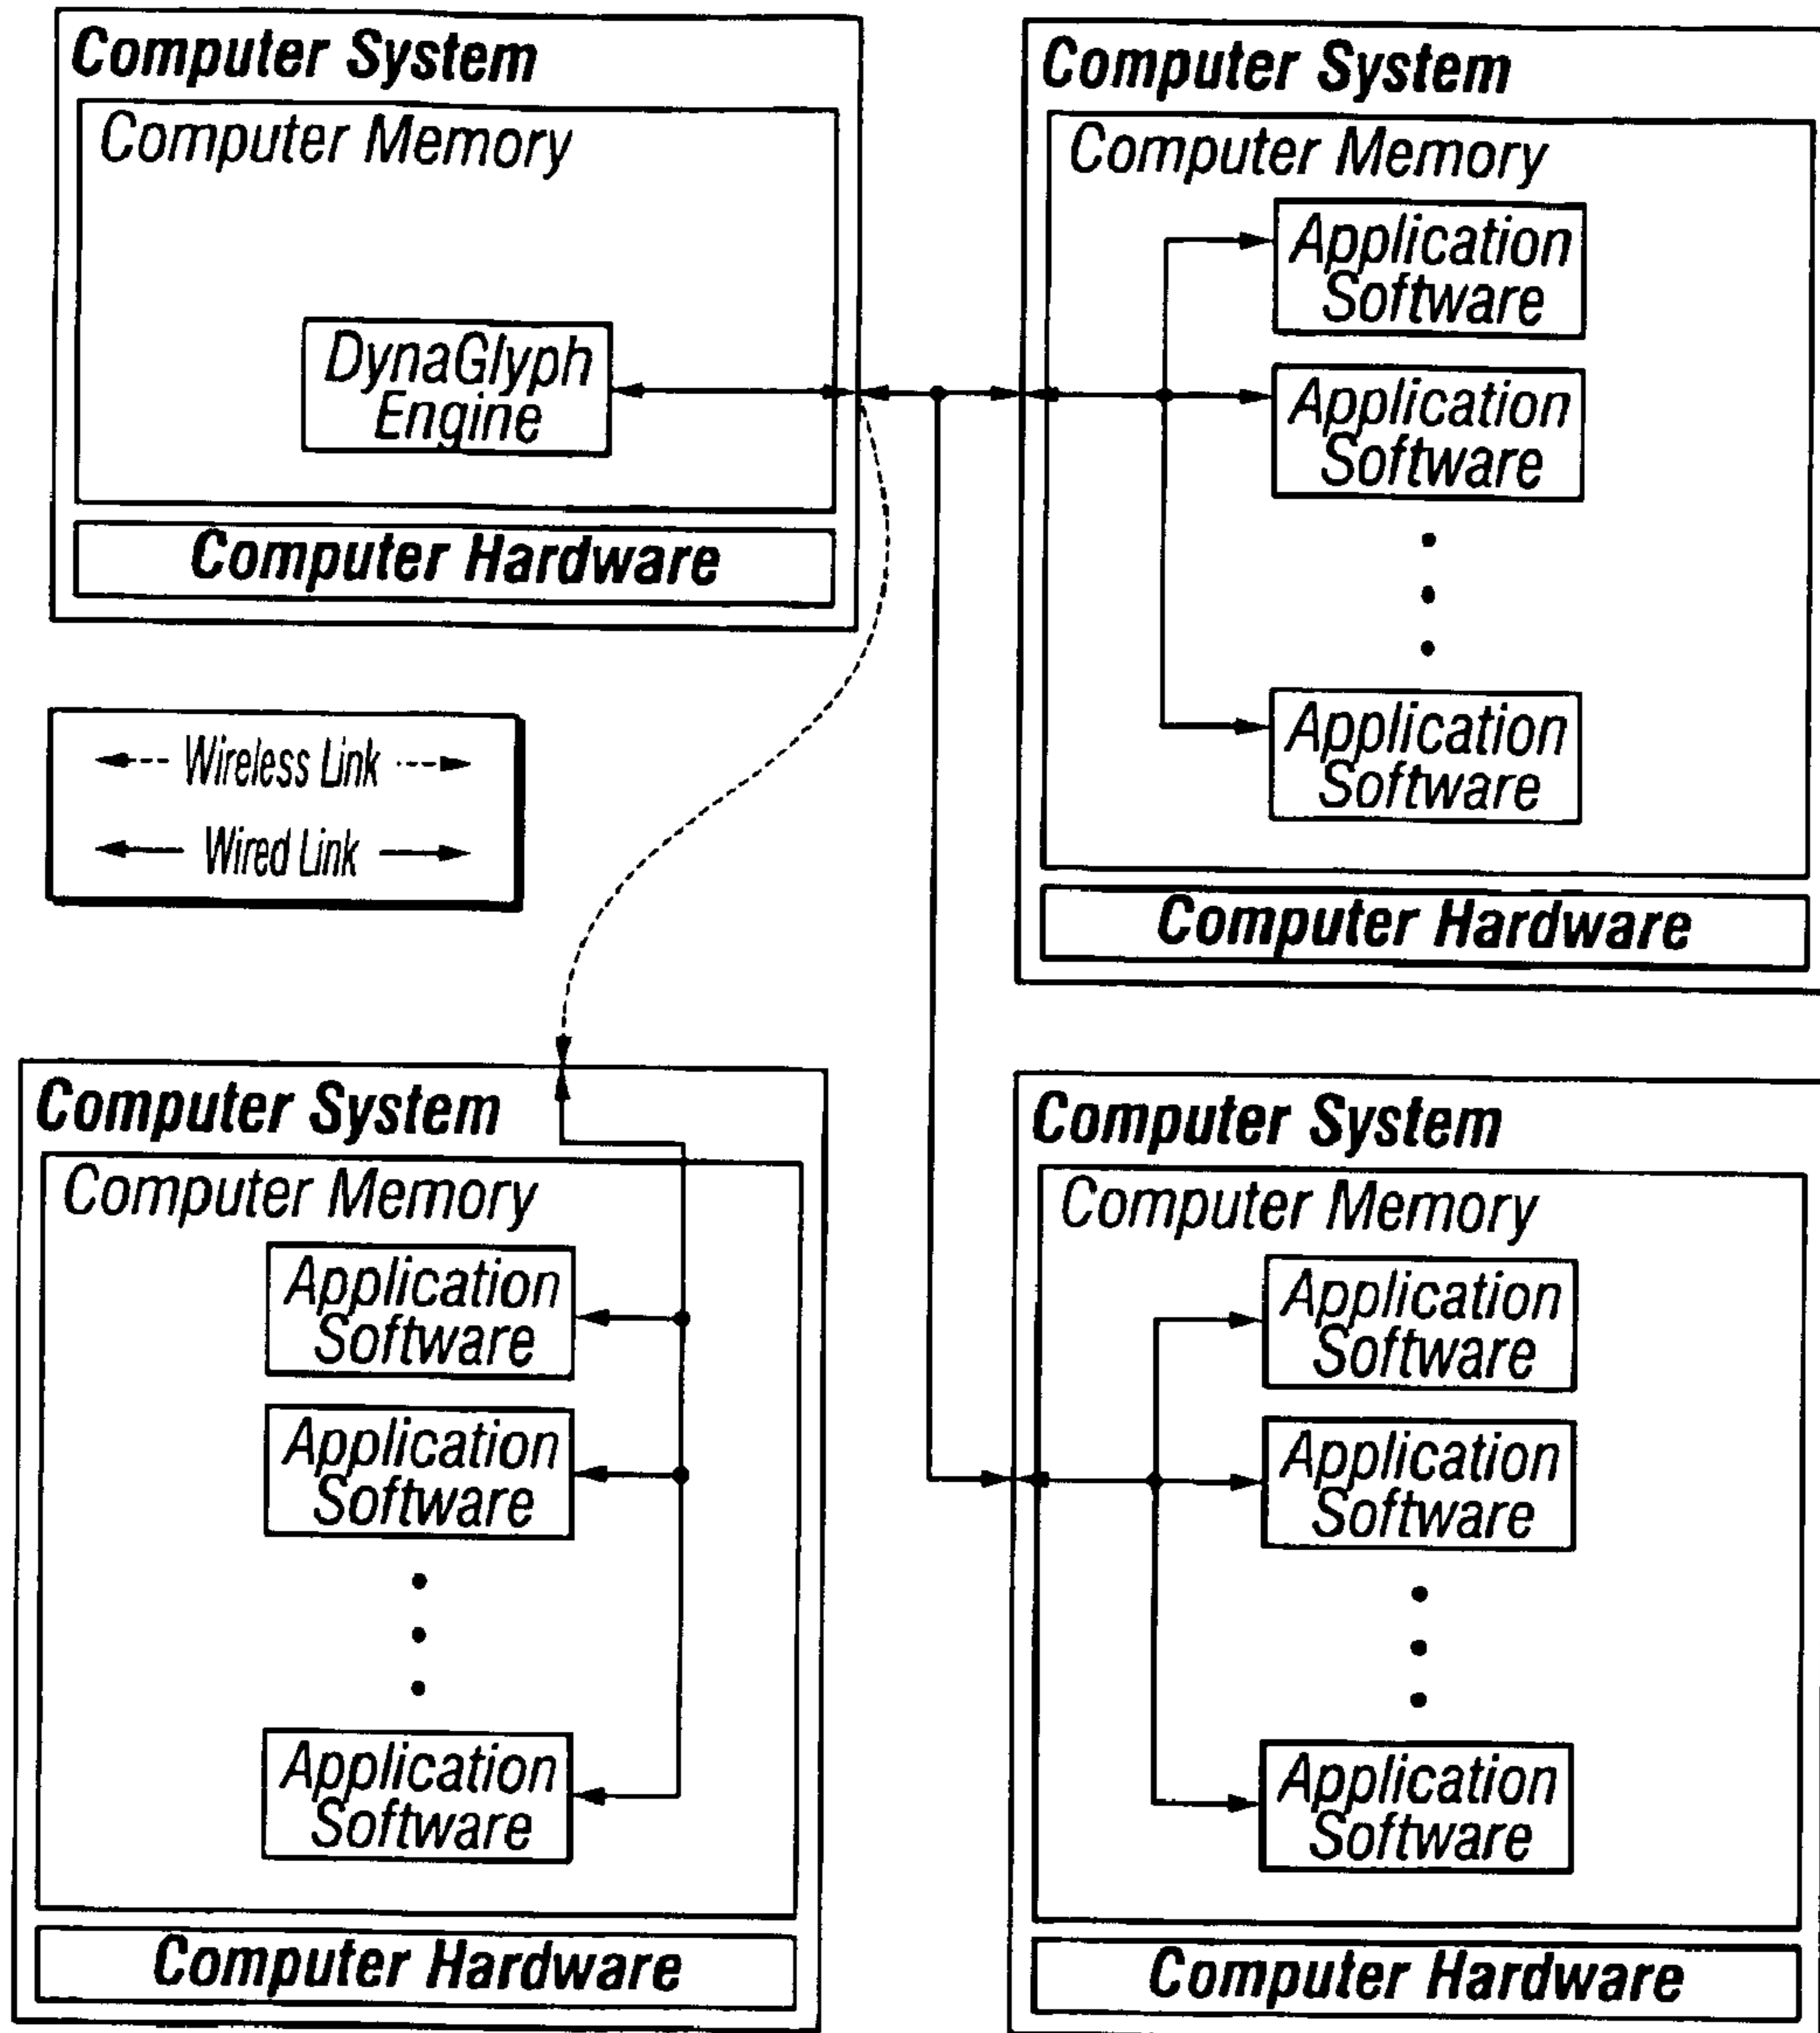 Computer System
Computer Memory
DynaGlyph
Engine
Computer Hardware
Computer System
Computer Memory
Application
Software
Application
Software
Application
Software
Computer Hardware
Wireless Link
Wired Link
Computer System
Computer Memory
Application
Software
Application
Software
Application
Software
Computer Hardware
Computer System
Computer Memory
Application
Software
Application
Software
Application
Software
Computer Hardware